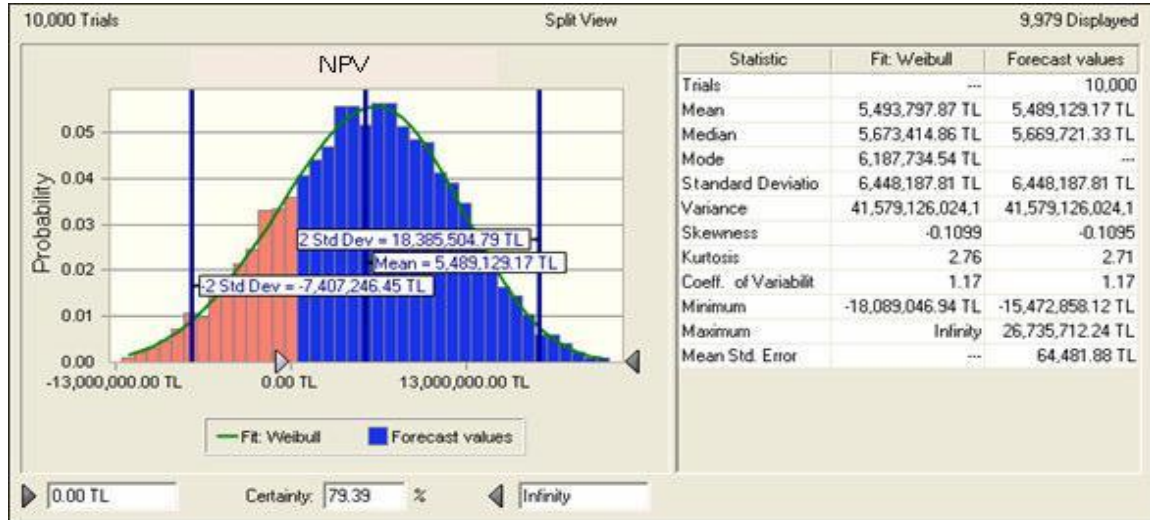 10,000 Trials Split View 9,979 Displayed
NPV
Probability
0.05
0.04
0.03
0.02
0.01
0.00
2 Std Dev = 18,385,504.79 TL
Mean = 5,489,129.17 TL
-2 Std Dev = -7,407,246.45 TL
-13,000,000.00 TL 0.00 TL 13,000,000.00 TL
Fit: Weibull Forecast values
Statistic Fit: Weibull Forecast values
Trials --- 10,000
Mean 5,493,797.87 TL 5,489,129.17 TL
Median 5,673,414.86 TL 5,669,721.33 TL
Mode 6,187,734.54 TL ---
Standard Deviatio 6,448,187.81 TL 6,448,187.81 TL
Variance 41,579,126,024,1 41,579,126,024,1
Skewness -0.1099 -0.1095
Kurtosis 2.76 2.71
Coeff. of Variabilit 1.17 1.17
Minimum -18,089,046.94 TL -15,472,858.12 TL
Maximum Infinity 26,735,712.24 TL
Mean Std. Error --- 64,481.88 TL
0.00 TL Certainty: 79.39 % Infinity